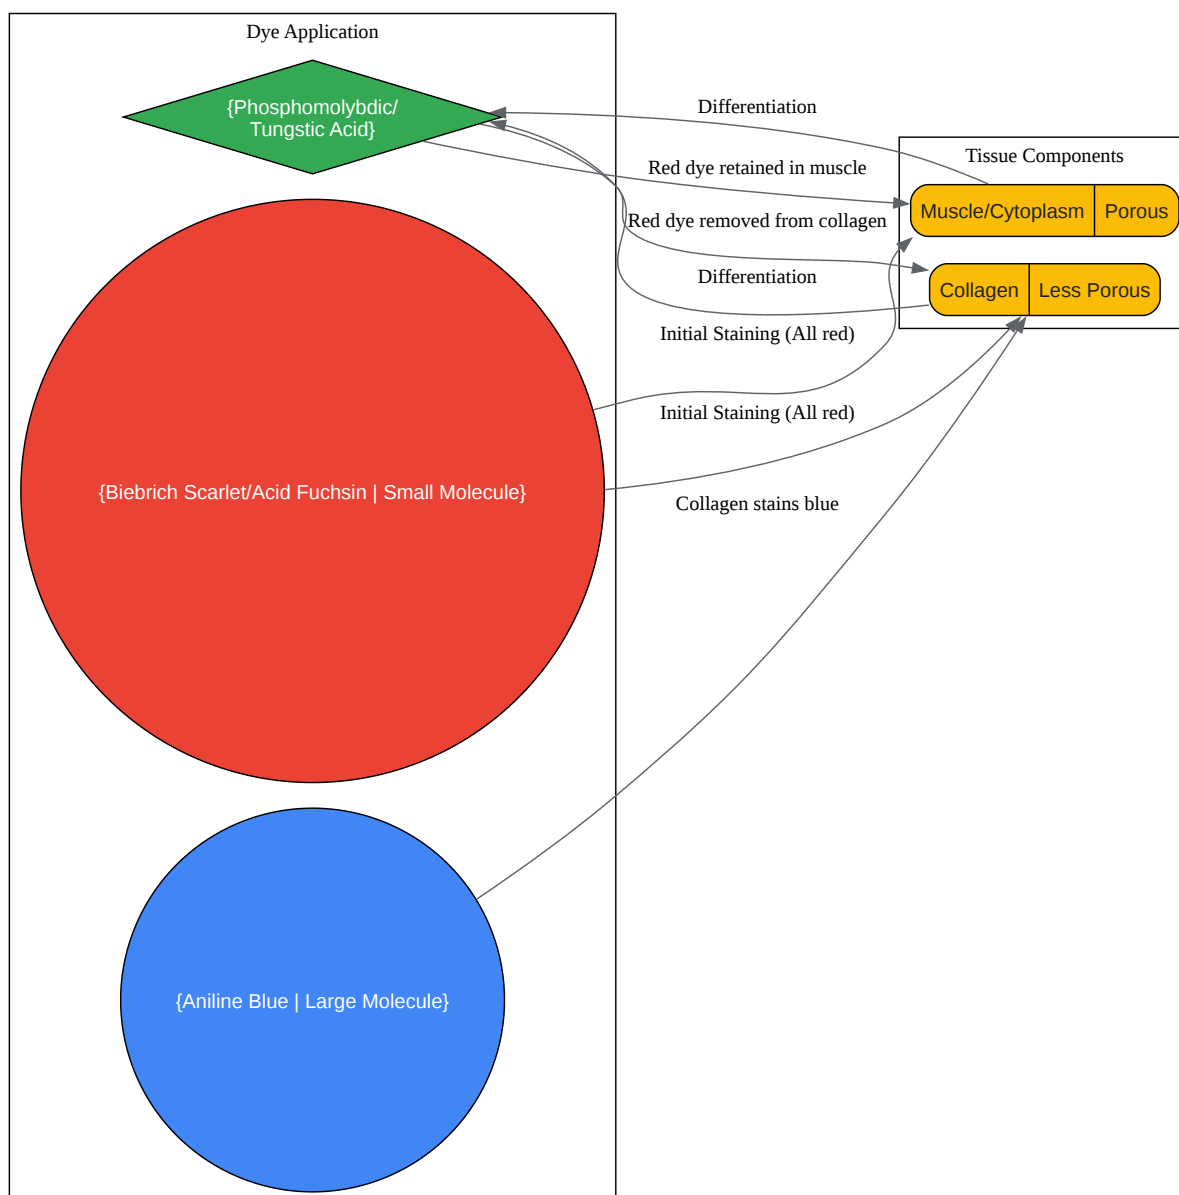 Dye Application
{Phosphomolybdic/
Tungstic Acid}
Differentiation
Tissue Components
Red dye retained in muscle
Muscle/Cytoplasm
Porous
Red dye removed from collagen
Differentiation
Collagen
Less Porous
Initial Staining (All red)
Initial Staining (All red)
{Biebrich Scarlet/Acid Fuchsin | Small Molecule}
Collagen stains blue
{Aniline Blue | Large Molecule}